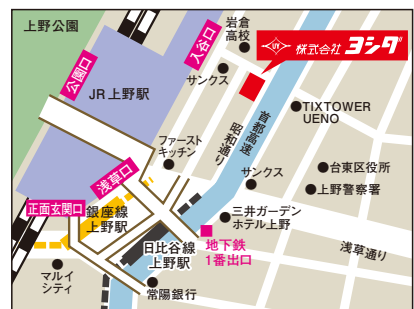 上野公園
岩倉
高校
入谷口
UY 株式会社 ヨシダ
公園口
JR上野駅
サンクス
首都高速
昭和通り
TIXTOWER
UENO
ファースト
キッチン
浅草口
サンクス
台東区役所
上野警察署
正面玄関口
銀座線
上野駅
三井ガーデン
ホテル上野
日比谷線
上野駅
地下鉄
1番出口
浅草通り
マルイ
シティ
常陽銀行